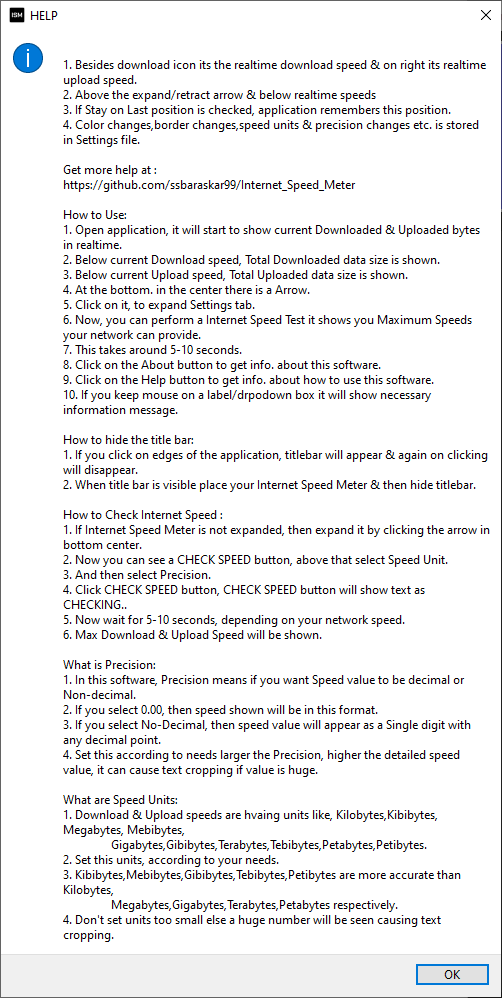 ISM HELP
1. Besides download icon its the realtime download speed & on right its realtime
upload speed.
2. Above the expand/retract arrow & below realtime speeds
3. If Stay on Last position is checked, application remembers this position.
4. Color changes,border changes,speed units & precision changes etc. is stored
in Settings file.
Get more help at :
https://github.com/ssbaraskar99/Internet_Speed_Meter
How to Use:
1. Open application, it will start to show current Downloaded & Uploaded bytes
in realtime.
2. Below current Download speed, Total Downloaded data size is shown.
3. Below current Upload speed, Total Uploaded data size is shown.
4. At the bottom. in the center there is a Arrow.
5. Click on it, to expand Settings tab.
6. Now, you can perform a Internet Speed Test it shows you Maximum Speeds
your network can provide.
7. This takes around 5-10 seconds.
8. Click on the About button to get info. about this software.
9. Click on the Help button to get info. about how to use this software.
10. If you keep mouse on a label/drpodown box it will show necessary
information message.
How to hide the title bar:
1. If you click on edges of the application, titlebar will appear & again on clicking
will disappear.
2. When title bar is visible place your Internet Speed Meter & then hide titlebar.
How to Check Internet Speed :
1. If Internet Speed Meter is not expanded, then expand it by clicking the arrow in
bottom center.
2. Now you can see a CHECK SPEED button, above that select Speed Unit.
3. And then select Precision.
4. Click CHECK SPEED button, CHECK SPEED button will show text as
CHECKING..
5. Now wait for 5-10 seconds, depending on your network speed.
6. Max Download & Upload Speed will be shown.
What is Precision:
1. In this software, Precision means if you want Speed value to be decimal or
Non-decimal.
2. If you select 0.00, then speed shown will be in this format.
3. If you select No-Decimal, then speed value will appear as a Single digit with
any decimal point.
4. Set this according to needs larger the Precision, higher the detailed speed
value, it can cause text cropping if value is huge.
What are Speed Units:
1. Download & Upload speeds are hvaing units like, Kilobytes,Kibibytes,
Megabytes, Mebibytes,
Gigabytes,Gibibytes,Terabytes,Tebibytes,Petabytes,Petibytes.
2. Set this units, according to your needs.
3. Kibibytes,Mebibytes,Gibibytes,Tebibytes,Petibytes are more accurate than
Kilobytes,
Megabytes,Gigabytes,Terabytes,Petabytes respectively.
4. Don't set units too small else a huge number will be seen causing text
cropping.
OK